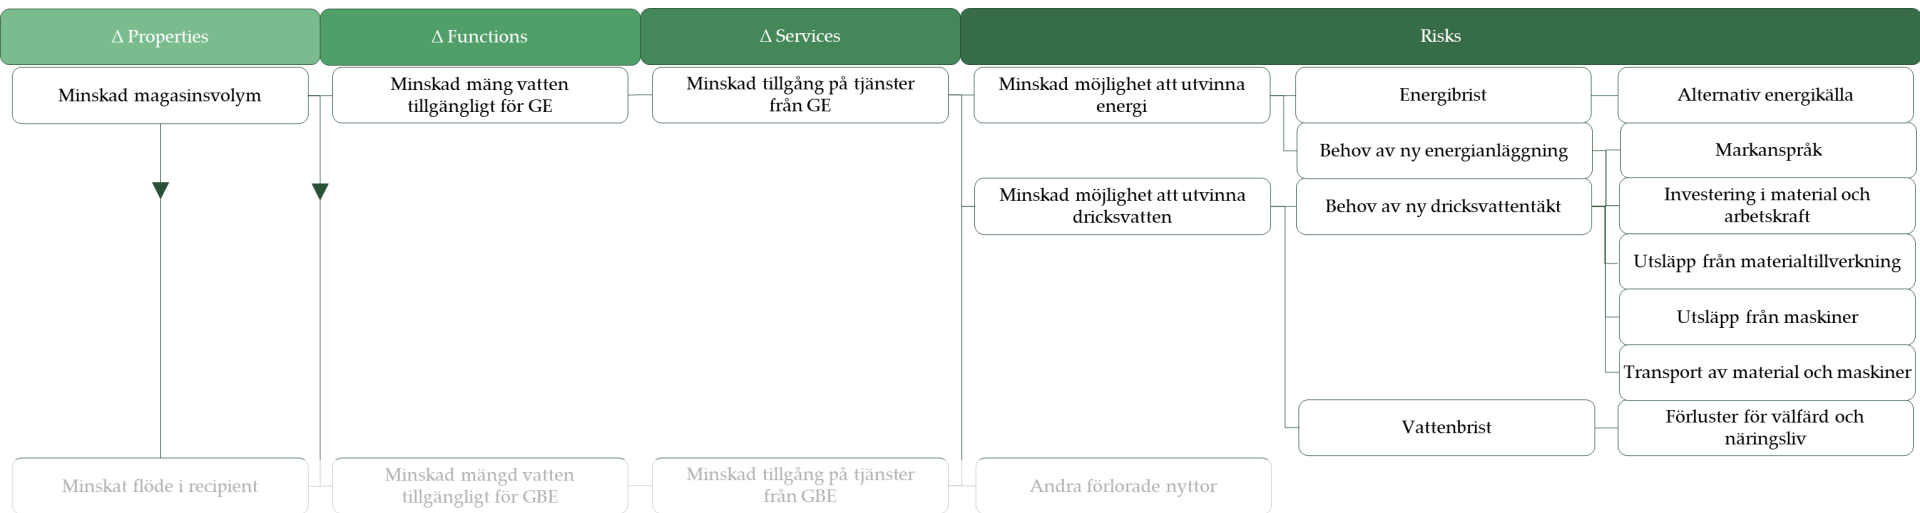 Δ Properties
Δ Functions
Δ Services
Risks
Minskad magasinsvolym
Minskad mäng vatten
tillgängligt för GE
Minskad tillgång på tjänster
från GE
Minskad möjlighet att utvinna
energi
Energibrist
Alternativ energikälla
Behov av ny energianläggning
Markanspråk
Minskad möjlighet att utvinna
dricksvatten
Behov av ny dricksvattentäkt
Investering i material och
arbetskraft
Utsläpp från materialtillverkning
Utsläpp från maskiner
Transport av material och maskiner
Vattenbrist
Förluster för välfärd och
näringsliv
Minskat flöde i recipient
Minskad mängd vatten
tillgängligt för GBE
Minskad tillgång på tjänster
från GBE
Andra förlorade nyttor